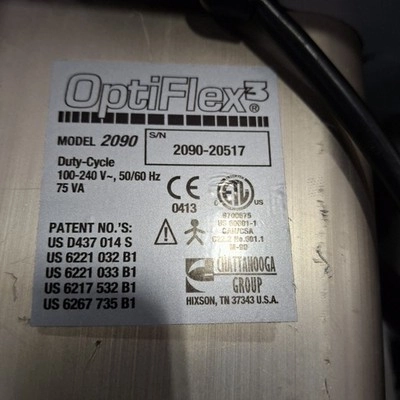 OptiFlex3®
MODEL 2090
S/N
2090-20517
Duty-Cycle
100-240 V~, 50/60 Hz
75 VA
CE
0413
ETL
US
PATENT NO.'S:
US D437 014 S
US 6221 032 B1
US 6221 033 B1
US 6217 532 B1
US 6267 735 B1
CHATTANOOGA
GROUP
HIXSON, TN 37343 U.S.A.